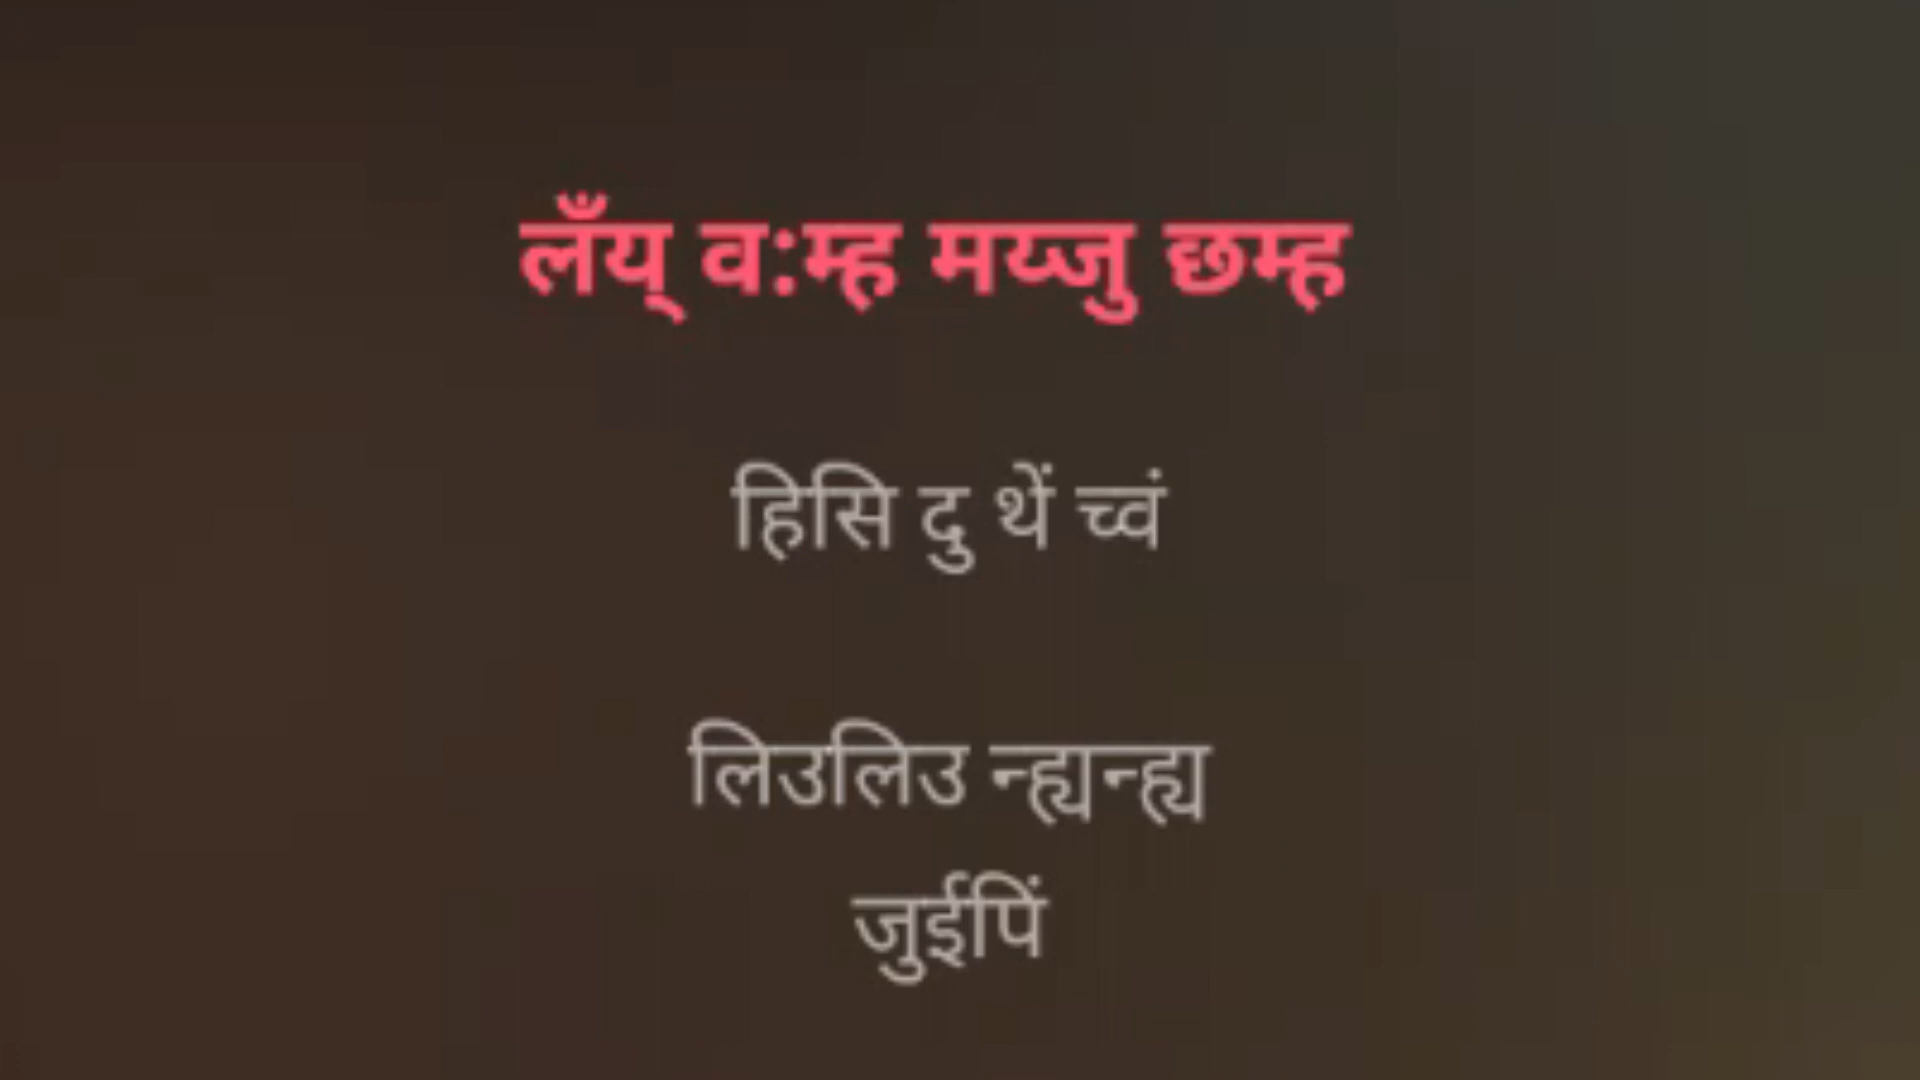 लँय् व:म्ह मय्जु छम्ह
हिसि दु थें च्वं
लिउलिउ न्ह्यन्ह्य
जुईपिं